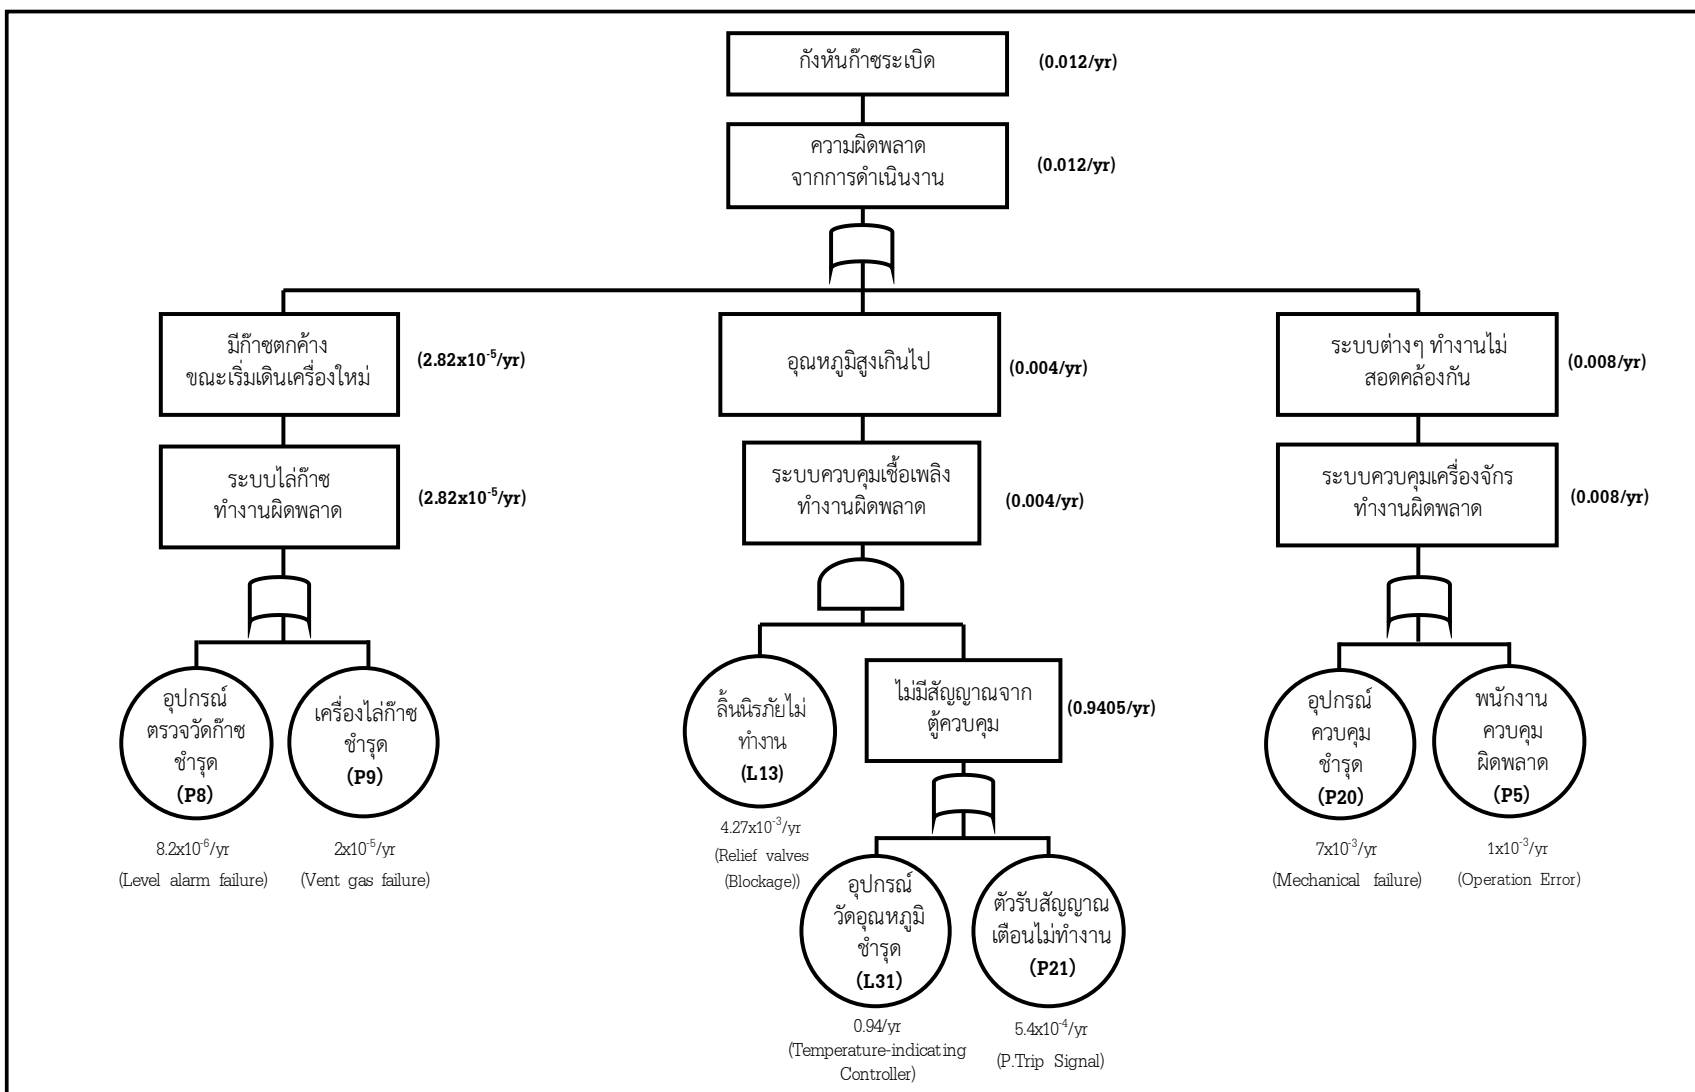 กังหันก๊าซระเบิด
(0.012/yr)
ความผิดพลาด
จากการดำเนินงาน
(0.012/yr)
มีก๊าซตกค้าง
ขณะเริ่มเดินเครื่องใหม่
(2.82x10⁻⁵/yr)
อุณหภูมิสูงเกินไป
(0.004/yr)
ระบบต่างๆ ทำงานไม่
สอดคล้องกัน
(0.008/yr)
ระบบไล่ก๊าซ
ทำงานผิดพลาด
(2.82x10⁻⁵/yr)
ระบบควบคุมเชื้อเพลิง
ทำงานผิดพลาด
(0.004/yr)
ระบบควบคุมเครื่องจักร
ทำงานผิดพลาด
(0.008/yr)
อุปกรณ์
ตรวจวัดก๊าซ
ชำรุด
(P8)
8.2x10⁻⁶/yr
(Level alarm failure)
เครื่องไล่ก๊าซ
ชำรุด
(P9)
2x10⁻⁵/yr
(Vent gas failure)
ลิ้นนิรภัยไม่
ทำงาน
(L13)
4.27x10⁻³/yr
(Relief valves
(Blockage))
ไม่มีสัญญาณจาก
ตู้ควบคุม
(0.9405/yr)
อุปกรณ์
ควบคุม
ชำรุด
(P20)
7x10⁻³/yr
(Mechanical failure)
พนักงาน
ควบคุม
ผิดพลาด
(P5)
1x10⁻³/yr
(Operation Error)
อุปกรณ์
วัดอุณหภูมิ
ชำรุด
(L31)
0.94/yr
(Temperature-indicating
Controller)
ตัวรับสัญญาณ
เตือนไม่ทำงาน
(P21)
5.4x10⁻⁴/yr
(P.Trip Signal)